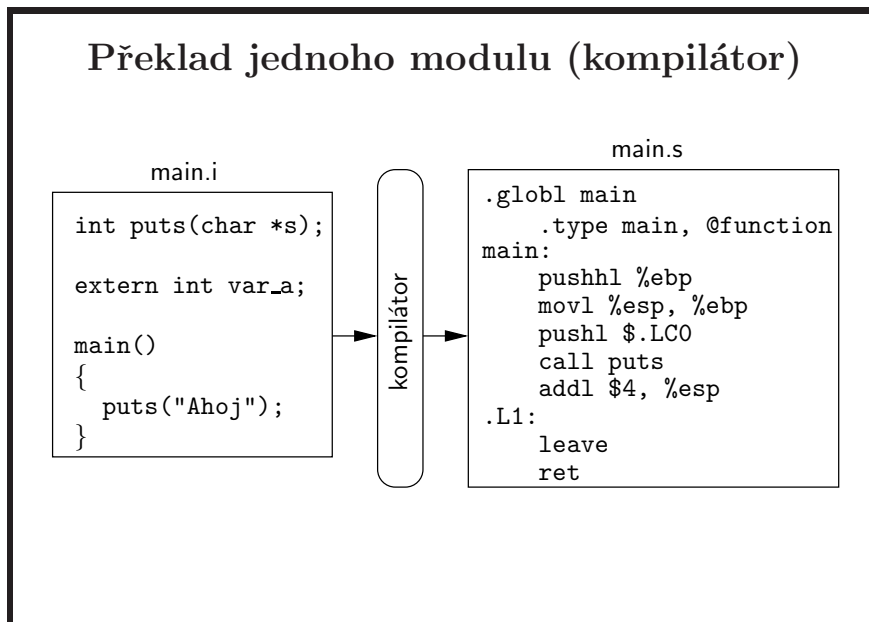 Překlad jednoho modulu (kompilátor)
main.i
int puts(char *s);
extern int var_a;
main()
{
puts("Ahoj");
}
kompilátor
main.s
.globl main
.type main, @function
main:
pushhl %ebp
movl %esp, %ebp
pushl $.LC0
call puts
addl $4, %esp
.L1:
leave
ret